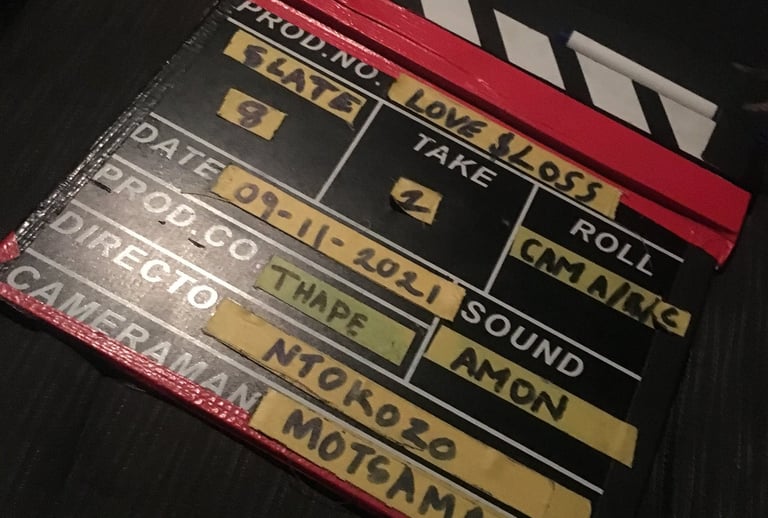 PROD.NO.
LOVE & LOSS
SLATE
8
TAKE
2
ROLL
CAM A/B/C
DATE
09-11-2021
PROD.CO.
THAPE
SOUND
AMON
DIRECTO
NTOKOZO
CAMERAMAN
MOTSAMA